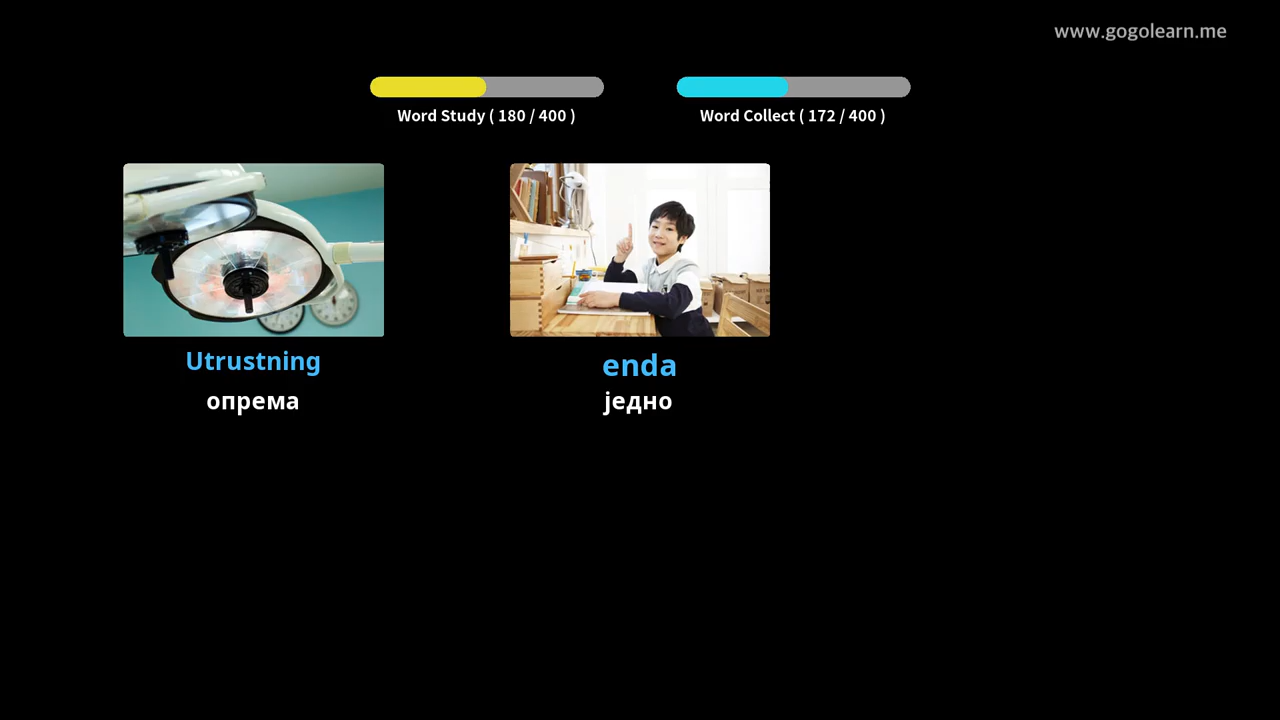 www.gogolearn.me
Word Study ( 180 / 400 )
Word Collect ( 172 / 400 )
Utrustning
опрема
enda
једно